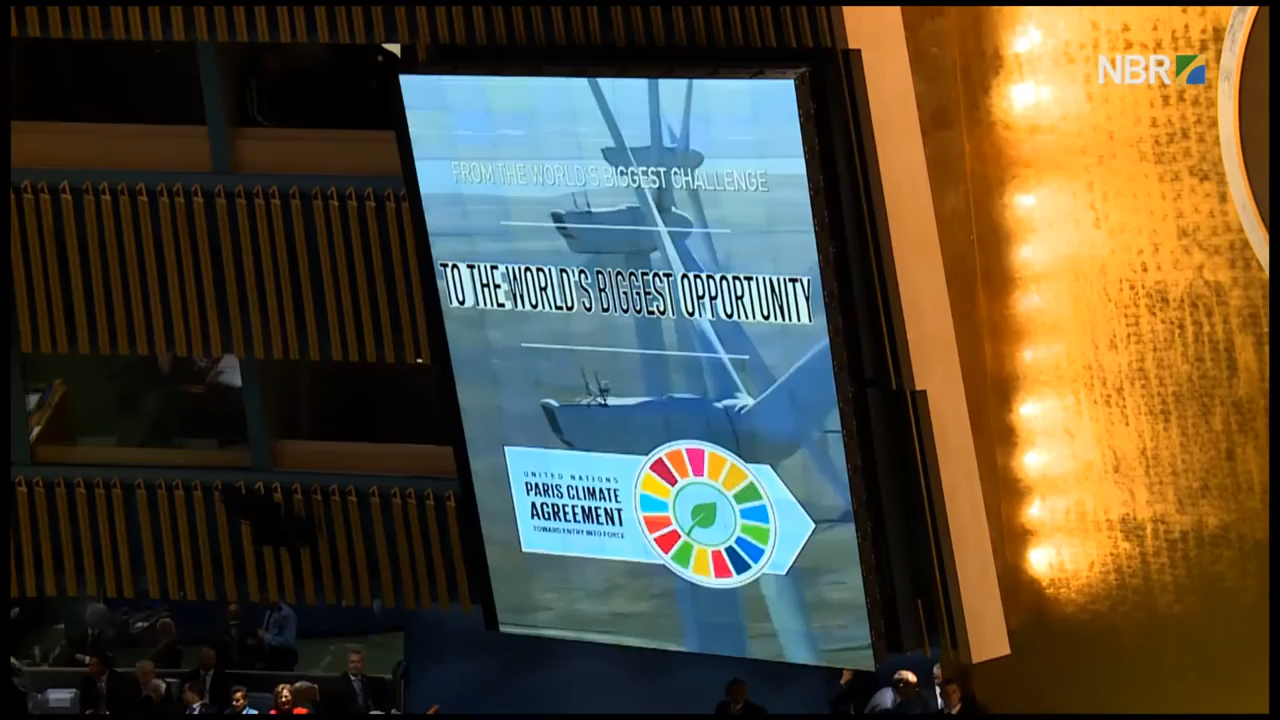 NBR
FROM THE WORLD'S BIGGEST CHALLENGE
TO THE WORLD'S BIGGEST OPPORTUNITY
UNITED NATIONS
PARIS CLIMATE
AGREEMENT
TOWARD ENTRY INTO FORCE